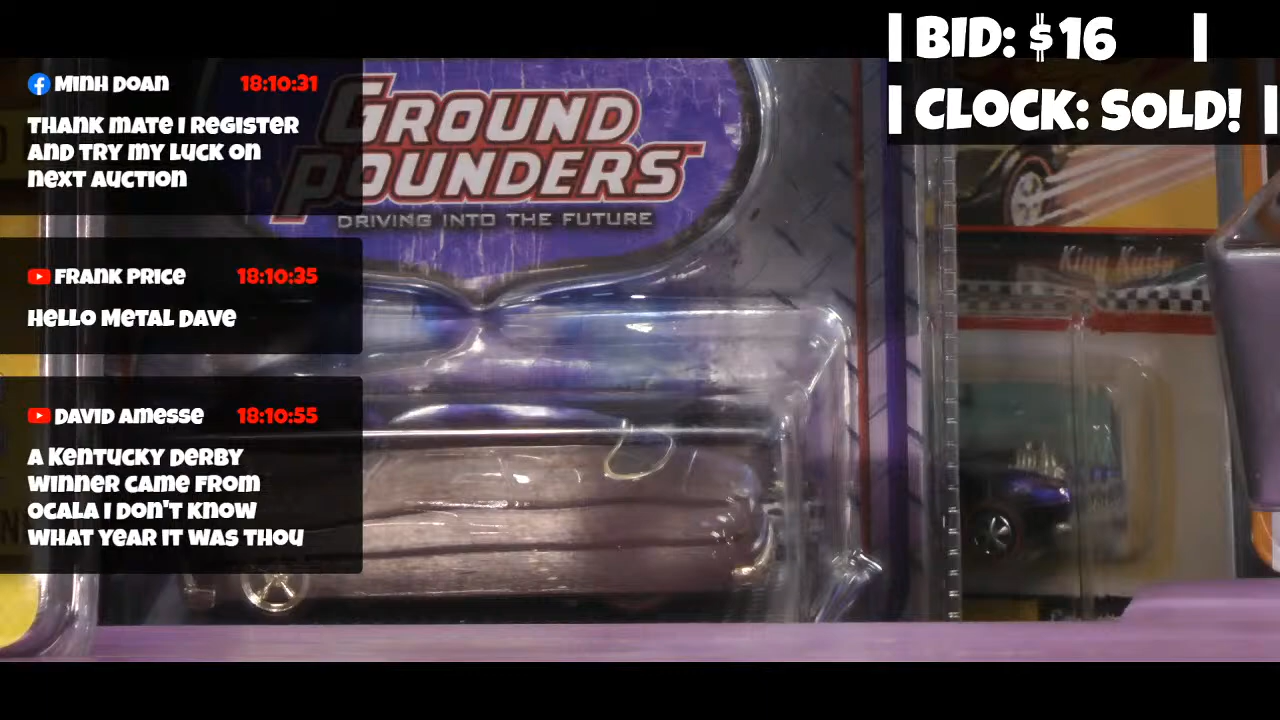 | BID: $16 |
| CLOCK: SOLD! |
MINH DOAN 18:10:31
THANK MATE I REGISTER
AND TRY MY LUCK ON
NEXT AUCTION
FRANK PRICE 18:10:35
HELLO METAL DAVE
DAVID AMESSE 18:10:55
A KENTUCKY DERBY
WINNER CAME FROM
OCALA I DON'T KNOW
WHAT YEAR IT WAS THOU
GROUND
POUNDERS
DRIVING INTO THE FUTURE
King Kuda